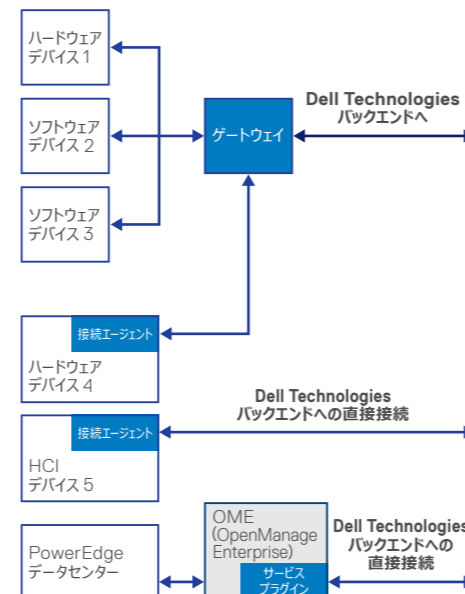 ハードウェア
デバイス 1
ソフトウェア
デバイス 2
ソフトウェア
デバイス 3
ゲートウェイ
Dell Technologies
バックエンドへ
接続エージェント
ハードウェア
デバイス 4
Dell Technologies
バックエンドへの直接接続
接続エージェント
HCI
デバイス 5
PowerEdge
データセンター
OME
(OpenManage
Enterprise)
サービス
プラグイン
Dell Technologies
バックエンドへの
直接接続